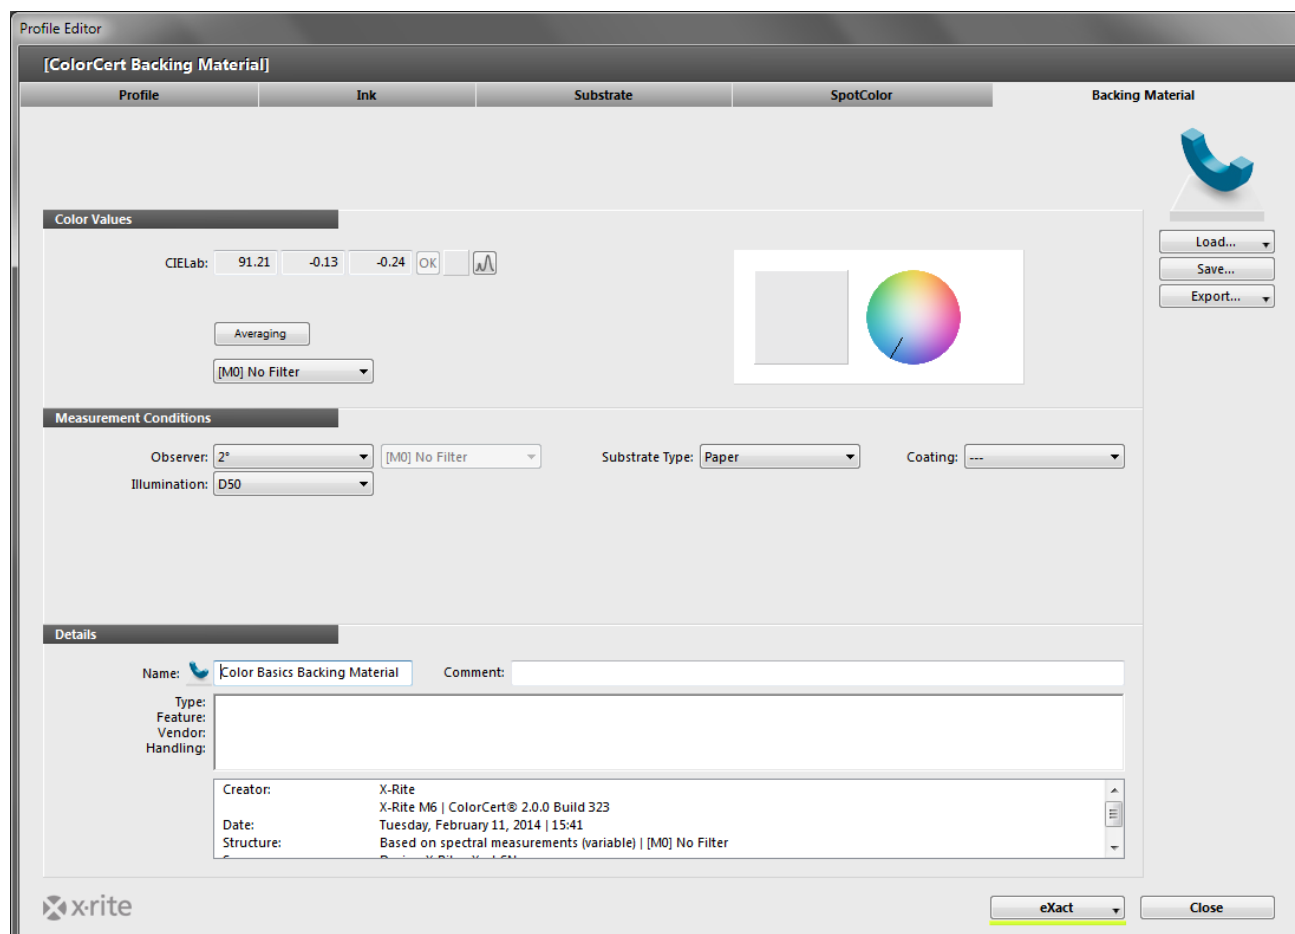 Profile Editor
[ColorCert Backing Material]
Profile Ink Substrate SpotColor Backing Material
Load...
Save...
Export...
Color Values
CIELab: 91.21 -0.13 -0.24 OK
Averaging
[M0] No Filter
Measurement Conditions
Observer: 2° [M0] No Filter Substrate Type: Paper Coating: ---
Illumination: D50
Details
Name: Color Basics Backing Material Comment:
Type:
Feature:
Vendor:
Handling:
Creator: X-Rite
X-Rite M6 | ColorCert® 2.0.0 Build 323
Date: Tuesday, February 11, 2014 | 15:41
Structure: Based on spectral measurements (variable) | [M0] No Filter
x·rite eXact Close